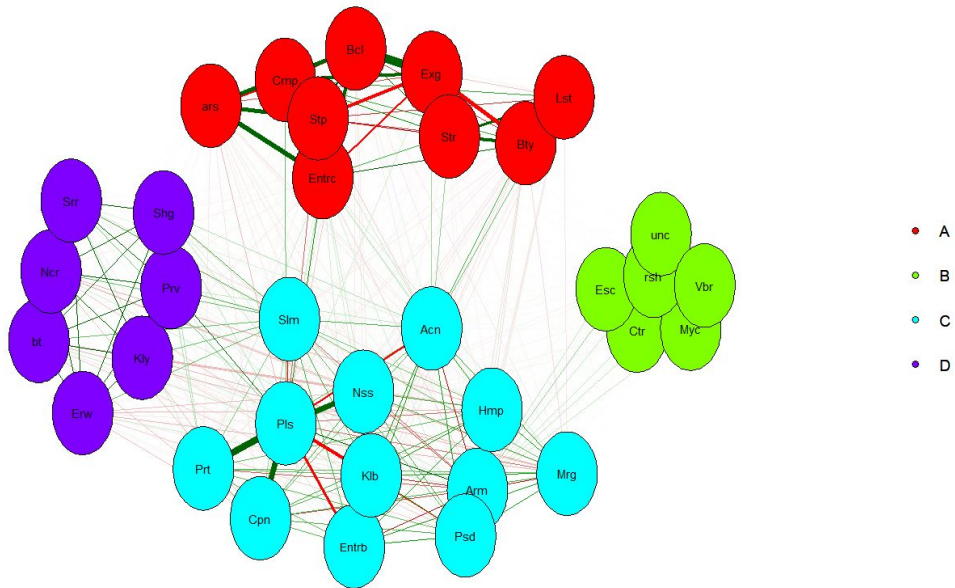 Bcl
Cmp
Exg
ars
Lst
Stp
Str
Bty
Entrc
Srr
Shg
unc
Ncr
Prv
rsh
Vbr
Esc
A
B
C
D
Slm
Acn
bt
Kly
Ctr
Myc
Nss
Erw
Pls
Hmp
Prt
Klb
Mrg
Arm
Cpn
Psd
Entrb